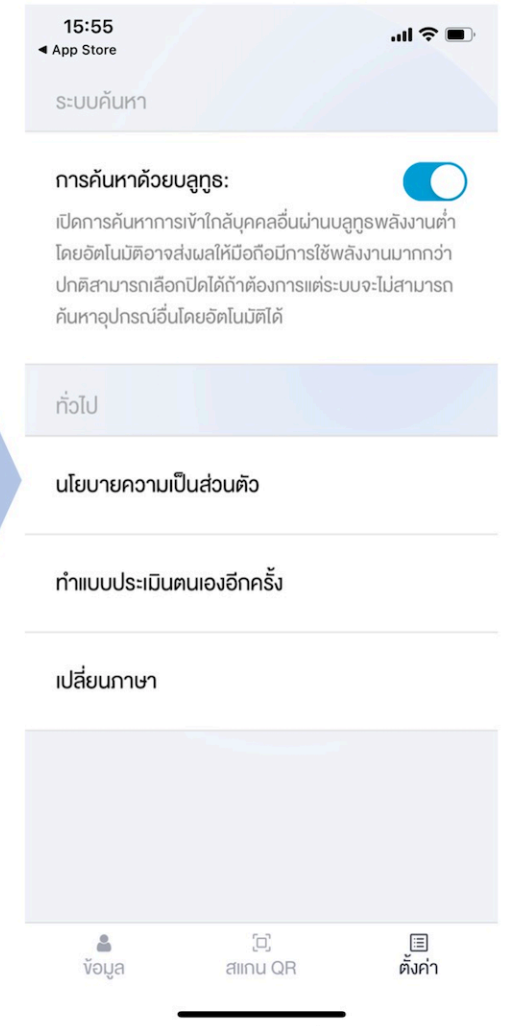 15:55
◀ App Store
ระบบค้นหา
การค้นหาด้วยบลูทูธ:
เปิดการค้นหาการเข้าใกล้บุคคลอื่นผ่านบลูทูธพลังงานต่ำ
โดยอัตโนมัติอาจส่งผลให้มือถือมีการใช้พลังงานมากกว่า
ปกติสามารถเลือกปิดได้ถ้าต้องการแต่ระบบจะไม่สามารถ
ค้นหาอุปกรณ์อื่นโดยอัตโนมัติได้
ทั่วไป
นโยบายความเป็นส่วนตัว
ทำแบบประเมินตนเองอีกครั้ง
เปลี่ยนภาษา
ข้อมูล
สแกน QR
ตั้งค่า